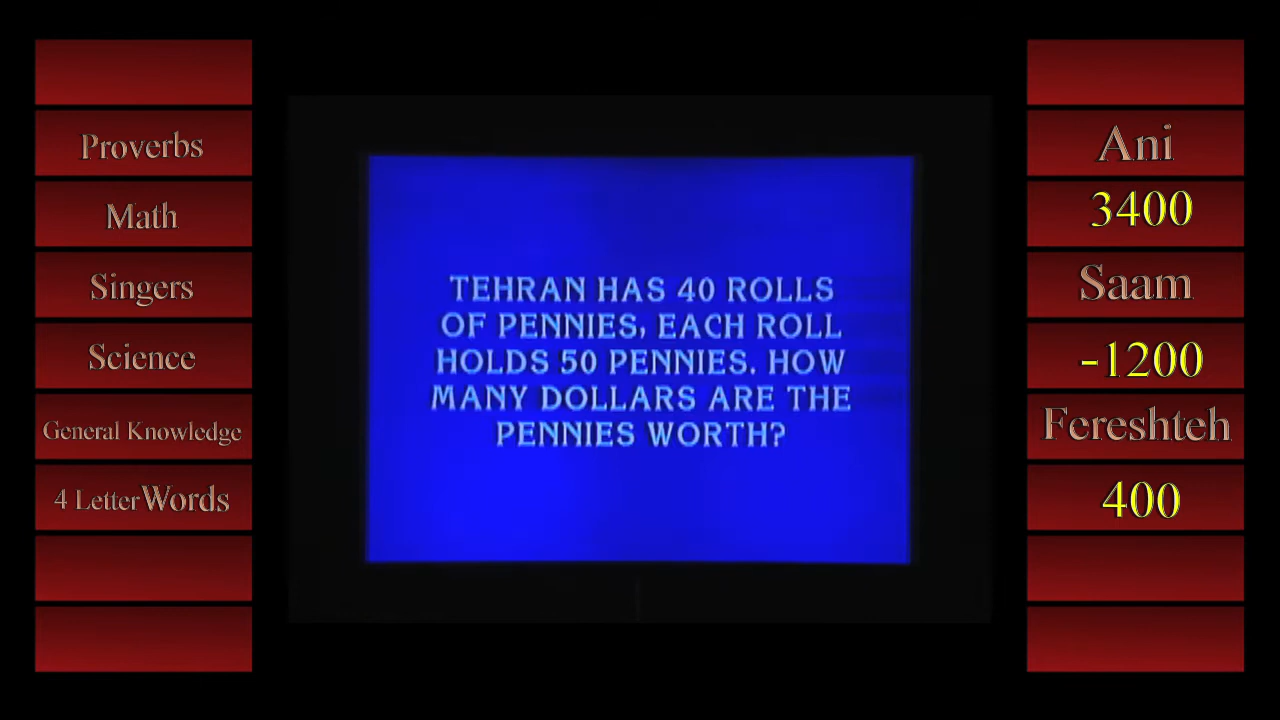 Proverbs
Math
Singers
Science
General Knowledge
4 Letter Words
TEHRAN HAS 40 ROLLS
OF PENNIES, EACH ROLL
HOLDS 50 PENNIES. HOW
MANY DOLLARS ARE THE
PENNIES WORTH?
Ani
3400
Saam
-1200
Fereshteh
400